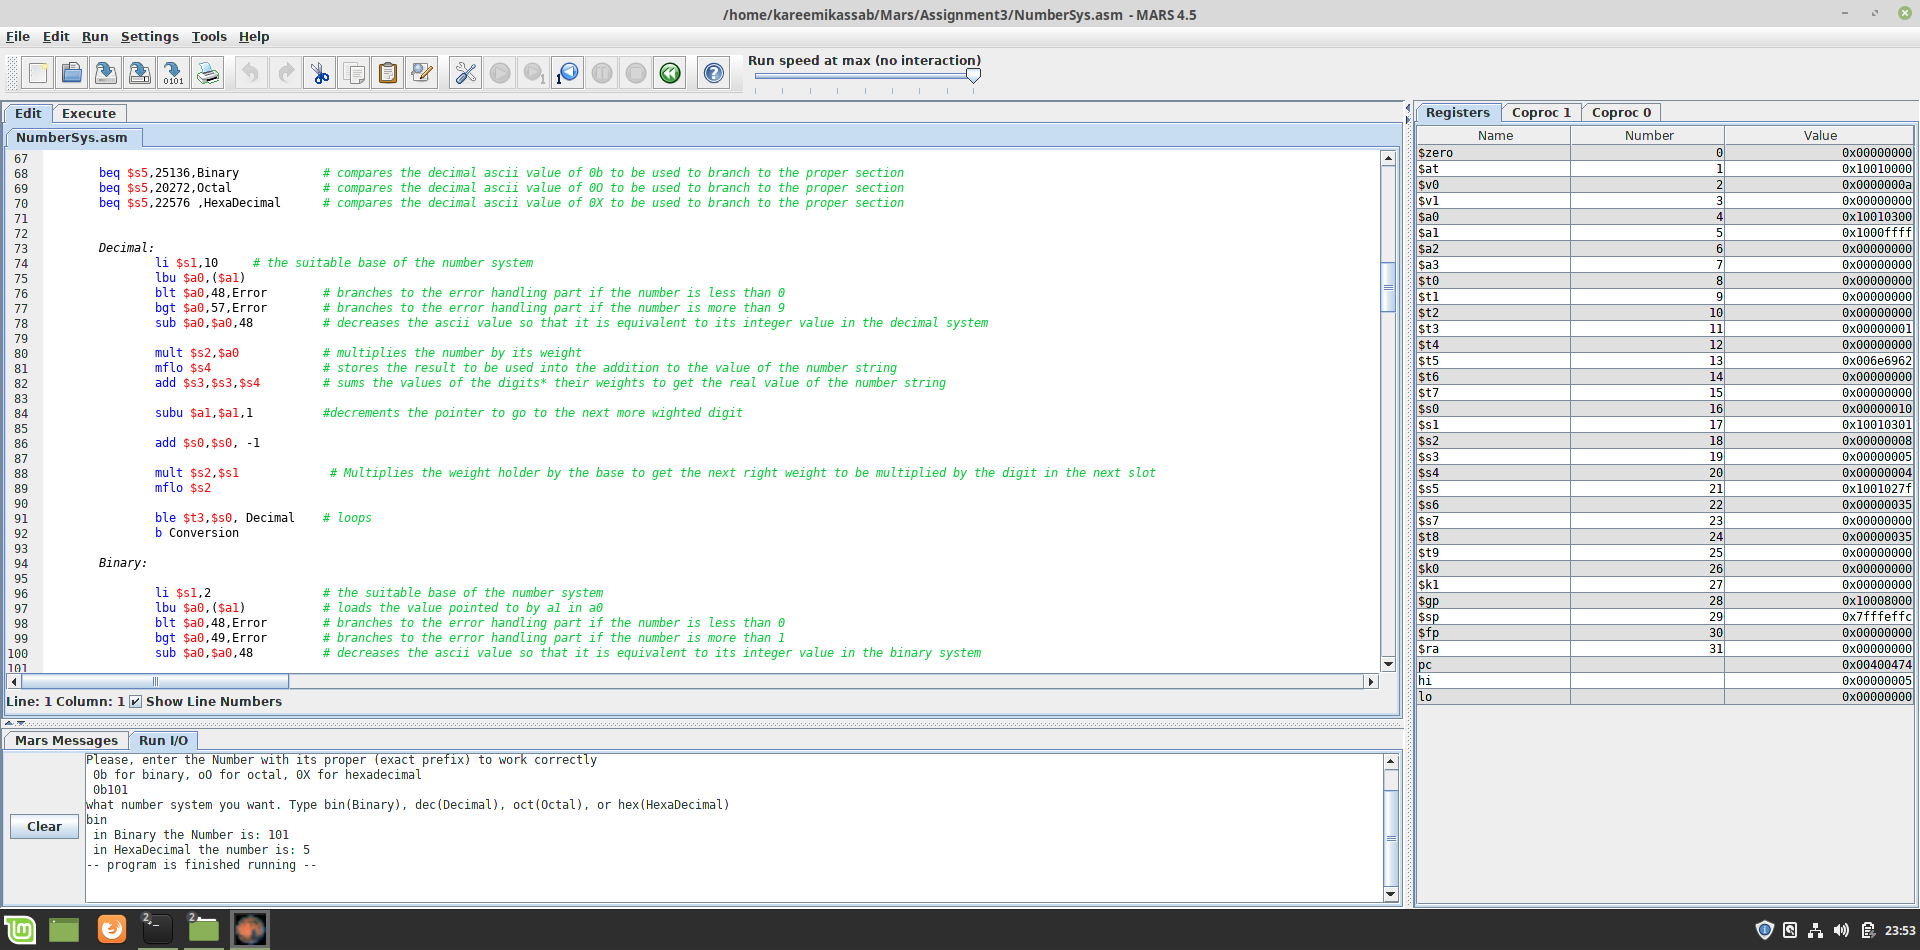 /home/kareemikassab/Mars/Assignment3/NumberSys.asm - MARS 4.5
File Edit Run Settings Tools Help
Run speed at max (no interaction)
0101
1
1
Edit Execute
NumberSys.asm
67
68 beq $s5,25136,Binary # compares the decimal ascii value of 0b to be used to branch to the proper section
69 beq $s5,20272,Octal # compares the decimal ascii value of 0O to be used to branch to the proper section
70 beq $s5,22576 ,HexaDecimal # compares the decimal ascii value of 0X to be used to branch to the proper section
71
72
73 Decimal:
74 li $s1,10 # the suitable base of the number system
75 lbu $a0,($a1)
76 blt $a0,48,Error # branches to the error handling part if the number is less than 0
77 bgt $a0,57,Error # branches to the error handling part if the number is more than 9
78 sub $a0,$a0,48 # decreases the ascii value so that it is equivalent to its integer value in the decimal system
79
80 mult $s2,$a0 # multiplies the number by its weight
81 mflo $s4 # stores the result to be used into the addition to the value of the number string
82 add $s3,$s3,$s4 # sums the values of the digits* their weights to get the real value of the number string
83
84 subu $a1,$a1,1 #decrements the pointer to go to the next more wighted digit
85
86 add $s0,$s0, -1
87
88 mult $s2,$s1 # Multiplies the weight holder by the base to get the next right weight to be multiplied by the digit in the next slot
89 mflo $s2
90
91 ble $t3,$s0, Decimal # loops
92 b Conversion
93
94 Binary:
95
96 li $s1,2 # the suitable base of the number system
97 lbu $a0,($a1) # loads the value pointed to by a1 in a0
98 blt $a0,48,Error # branches to the error handling part if the number is less than 0
99 bgt $a0,49,Error # branches to the error handling part if the number is more than 1
100 sub $a0,$a0,48 # decreases the ascii value so that it is equivalent to its integer value in the binary system
101
Line: 1 Column: 1 Show Line Numbers
Mars Messages Run I/O
Clear
Please, enter the Number with its proper (exact prefix) to work correctly
0b for binary, oO for octal, 0X for hexadecimal
0b101
what number system you want. Type bin(Binary), dec(Decimal), oct(Octal), or hex(HexaDecimal)
bin
in Binary the Number is: 101
in HexaDecimal the number is: 5
-- program is finished running --
Registers Coproc 1 Coproc 0
Name Number Value
$zero 0 0x00000000
$at 1 0x10010000
$v0 2 0x0000000a
$v1 3 0x00000000
$a0 4 0x10010300
$a1 5 0x1000ffff
$a2 6 0x00000000
$a3 7 0x00000000
$t0 8 0x00000000
$t1 9 0x00000000
$t2 10 0x00000000
$t3 11 0x00000001
$t4 12 0x00000000
$t5 13 0x006e6962
$t6 14 0x00000000
$t7 15 0x00000000
$s0 16 0x00000010
$s1 17 0x10010301
$s2 18 0x00000008
$s3 19 0x00000005
$s4 20 0x00000004
$s5 21 0x1001027f
$s6 22 0x00000035
$s7 23 0x00000000
$t8 24 0x00000035
$t9 25 0x00000000
$k0 26 0x00000000
$k1 27 0x00000000
$gp 28 0x10008000
$sp 29 0x7fffeffc
$fp 30 0x00000000
$ra 31 0x00000000
pc 0x00400474
hi 0x00000005
lo 0x00000000
2
2
23:53